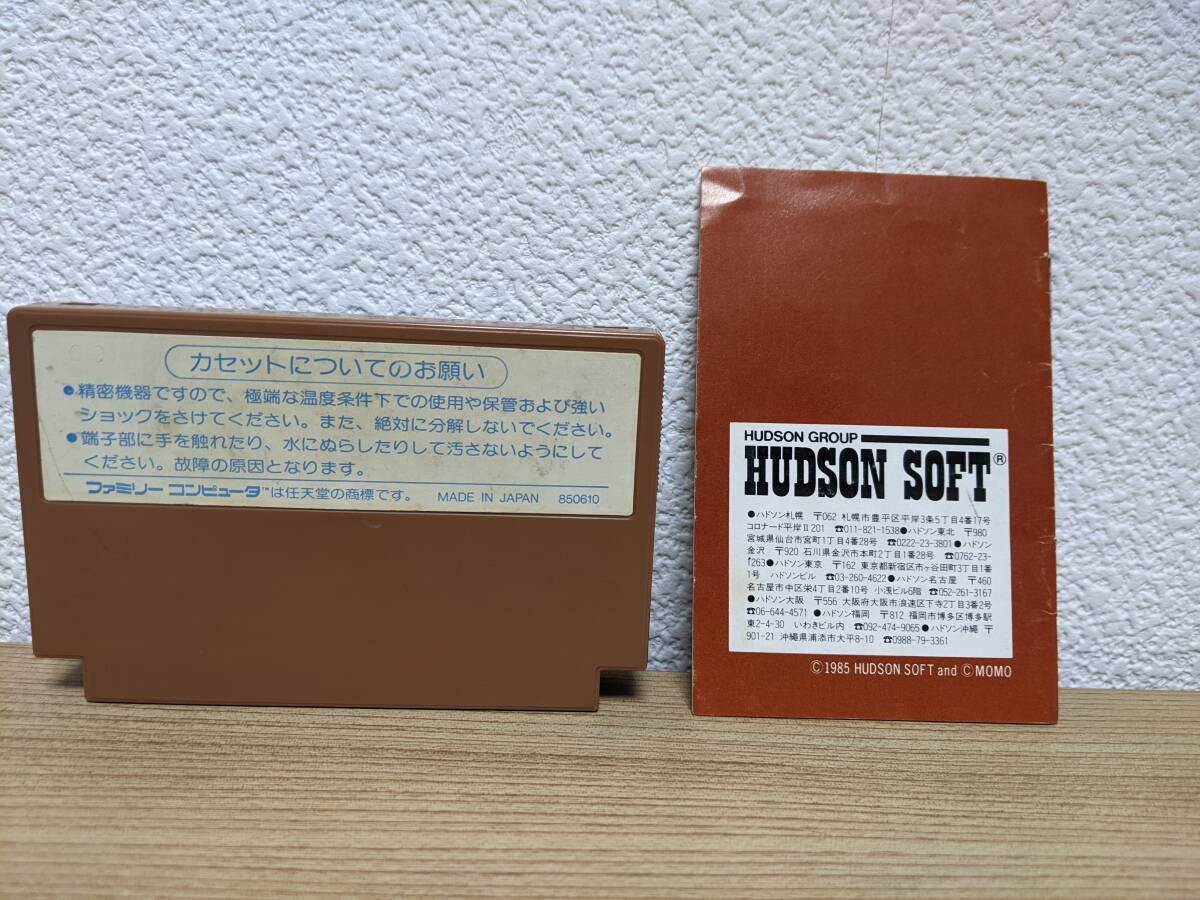 カセットについてのお願い
●精密機器ですので、極端な温度条件下での使用や保管および強い
ショックをさけてください。また、絶対に分解しないでください。
●端子部に手を触れたり、水にぬらしたりして汚さないようにして
ください。故障の原因となります。
ファミリーコンピュータ™は任天堂の商標です。 MADE IN JAPAN 850610
HUDSON GROUP
HUDSON SOFT®
●ハドソン札幌 〒062 札幌市豊平区平岸3条5丁目4番17号
コロナード平岸II 201 ☎011-821-1538●ハドソン東北 〒980
宮城県仙台市宮町1丁目4番28号 ☎0222-23-3801●ハドソン
金沢 〒920 石川県金沢市本町2丁目1番28号 ☎0762-23-
7263●ハドソン東京 〒162 東京都新宿区市ヶ谷田町3丁目1番
1号 ハドソンビル ☎03-260-4622●ハドソン名古屋 〒460
名古屋市中区栄4丁目2番10号 小浅ビル6階 ☎052-261-3167
●ハドソン大阪 〒556 大阪府大阪市浪速区下寺2丁目3番2号
☎06-644-4571 ●ハドソン福岡 〒812 福岡市博多区博多駅
東2-4-30 いわきビル内 ☎092-474-9065●ハドソン沖縄 〒
901-21 沖縄県浦添市大平8-10 ☎0988-79-3361
©1985 HUDSON SOFT and ©MOMO